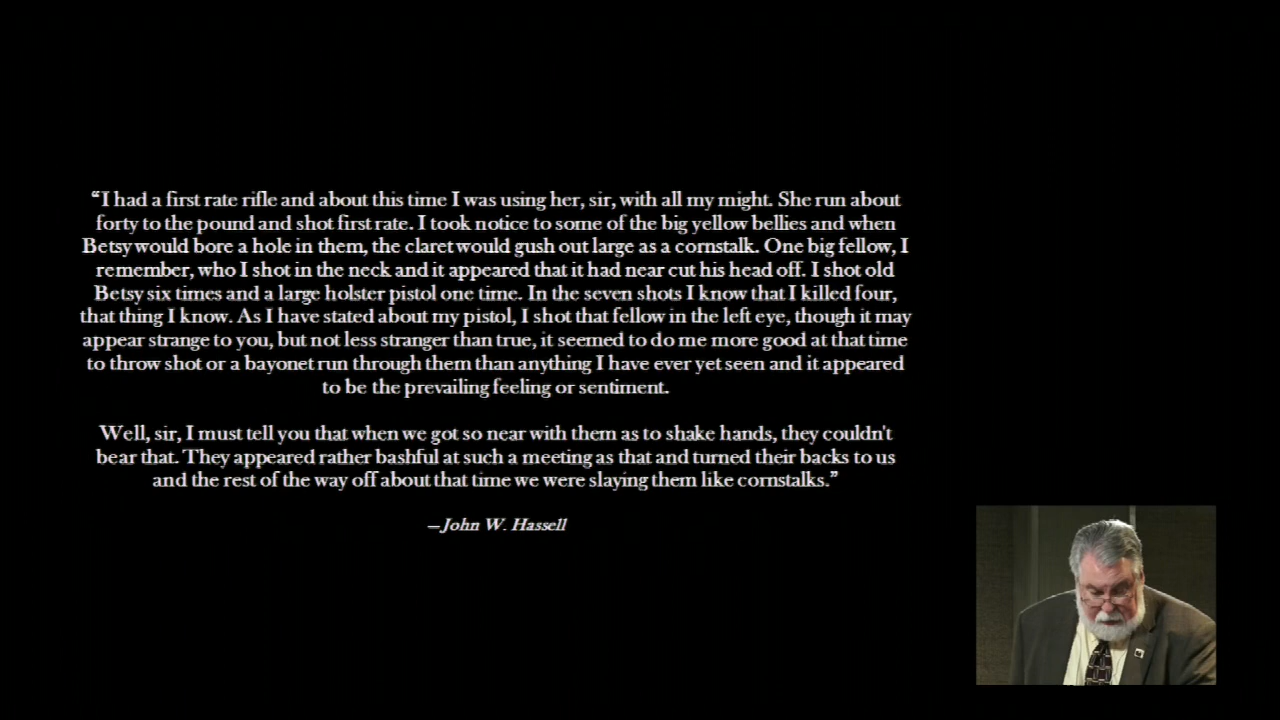 “I had a first rate rifle and about this time I was using her, sir, with all my might. She run about
forty to the pound and shot first rate. I took notice to some of the big yellow bellies and when
Betsy would bore a hole in them, the claret would gush out large as a cornstalk. One big fellow, I
remember, who I shot in the neck and it appeared that it had near cut his head off. I shot old
Betsy six times and a large holster pistol one time. In the seven shots I know that I killed four,
that thing I know. As I have stated about my pistol, I shot that fellow in the left eye, though it may
appear strange to you, but not less stranger than true, it seemed to do me more good at that time
to throw shot or a bayonet run through them than anything I have ever yet seen and it appeared
to be the prevailing feeling or sentiment.
Well, sir, I must tell you that when we got so near with them as to shake hands, they couldn't
bear that. They appeared rather bashful at such a meeting as that and turned their backs to us
and the rest of the way off about that time we were slaying them like cornstalks.”
—John W. Hassell